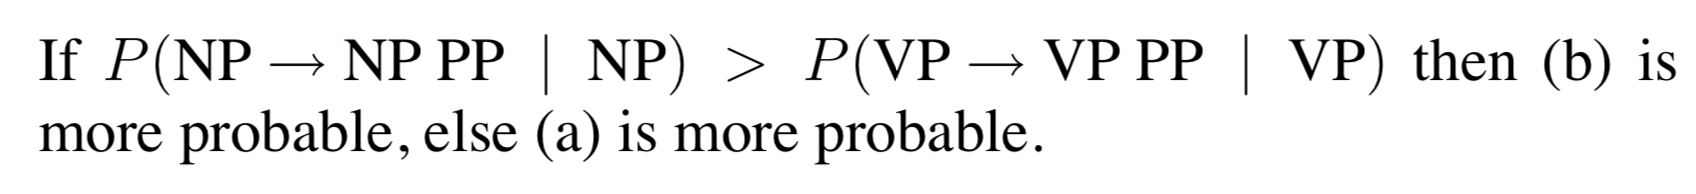 If P(NP → NP PP | NP) > P(VP → VP PP | VP) then (b) is
more probable, else (a) is more probable.